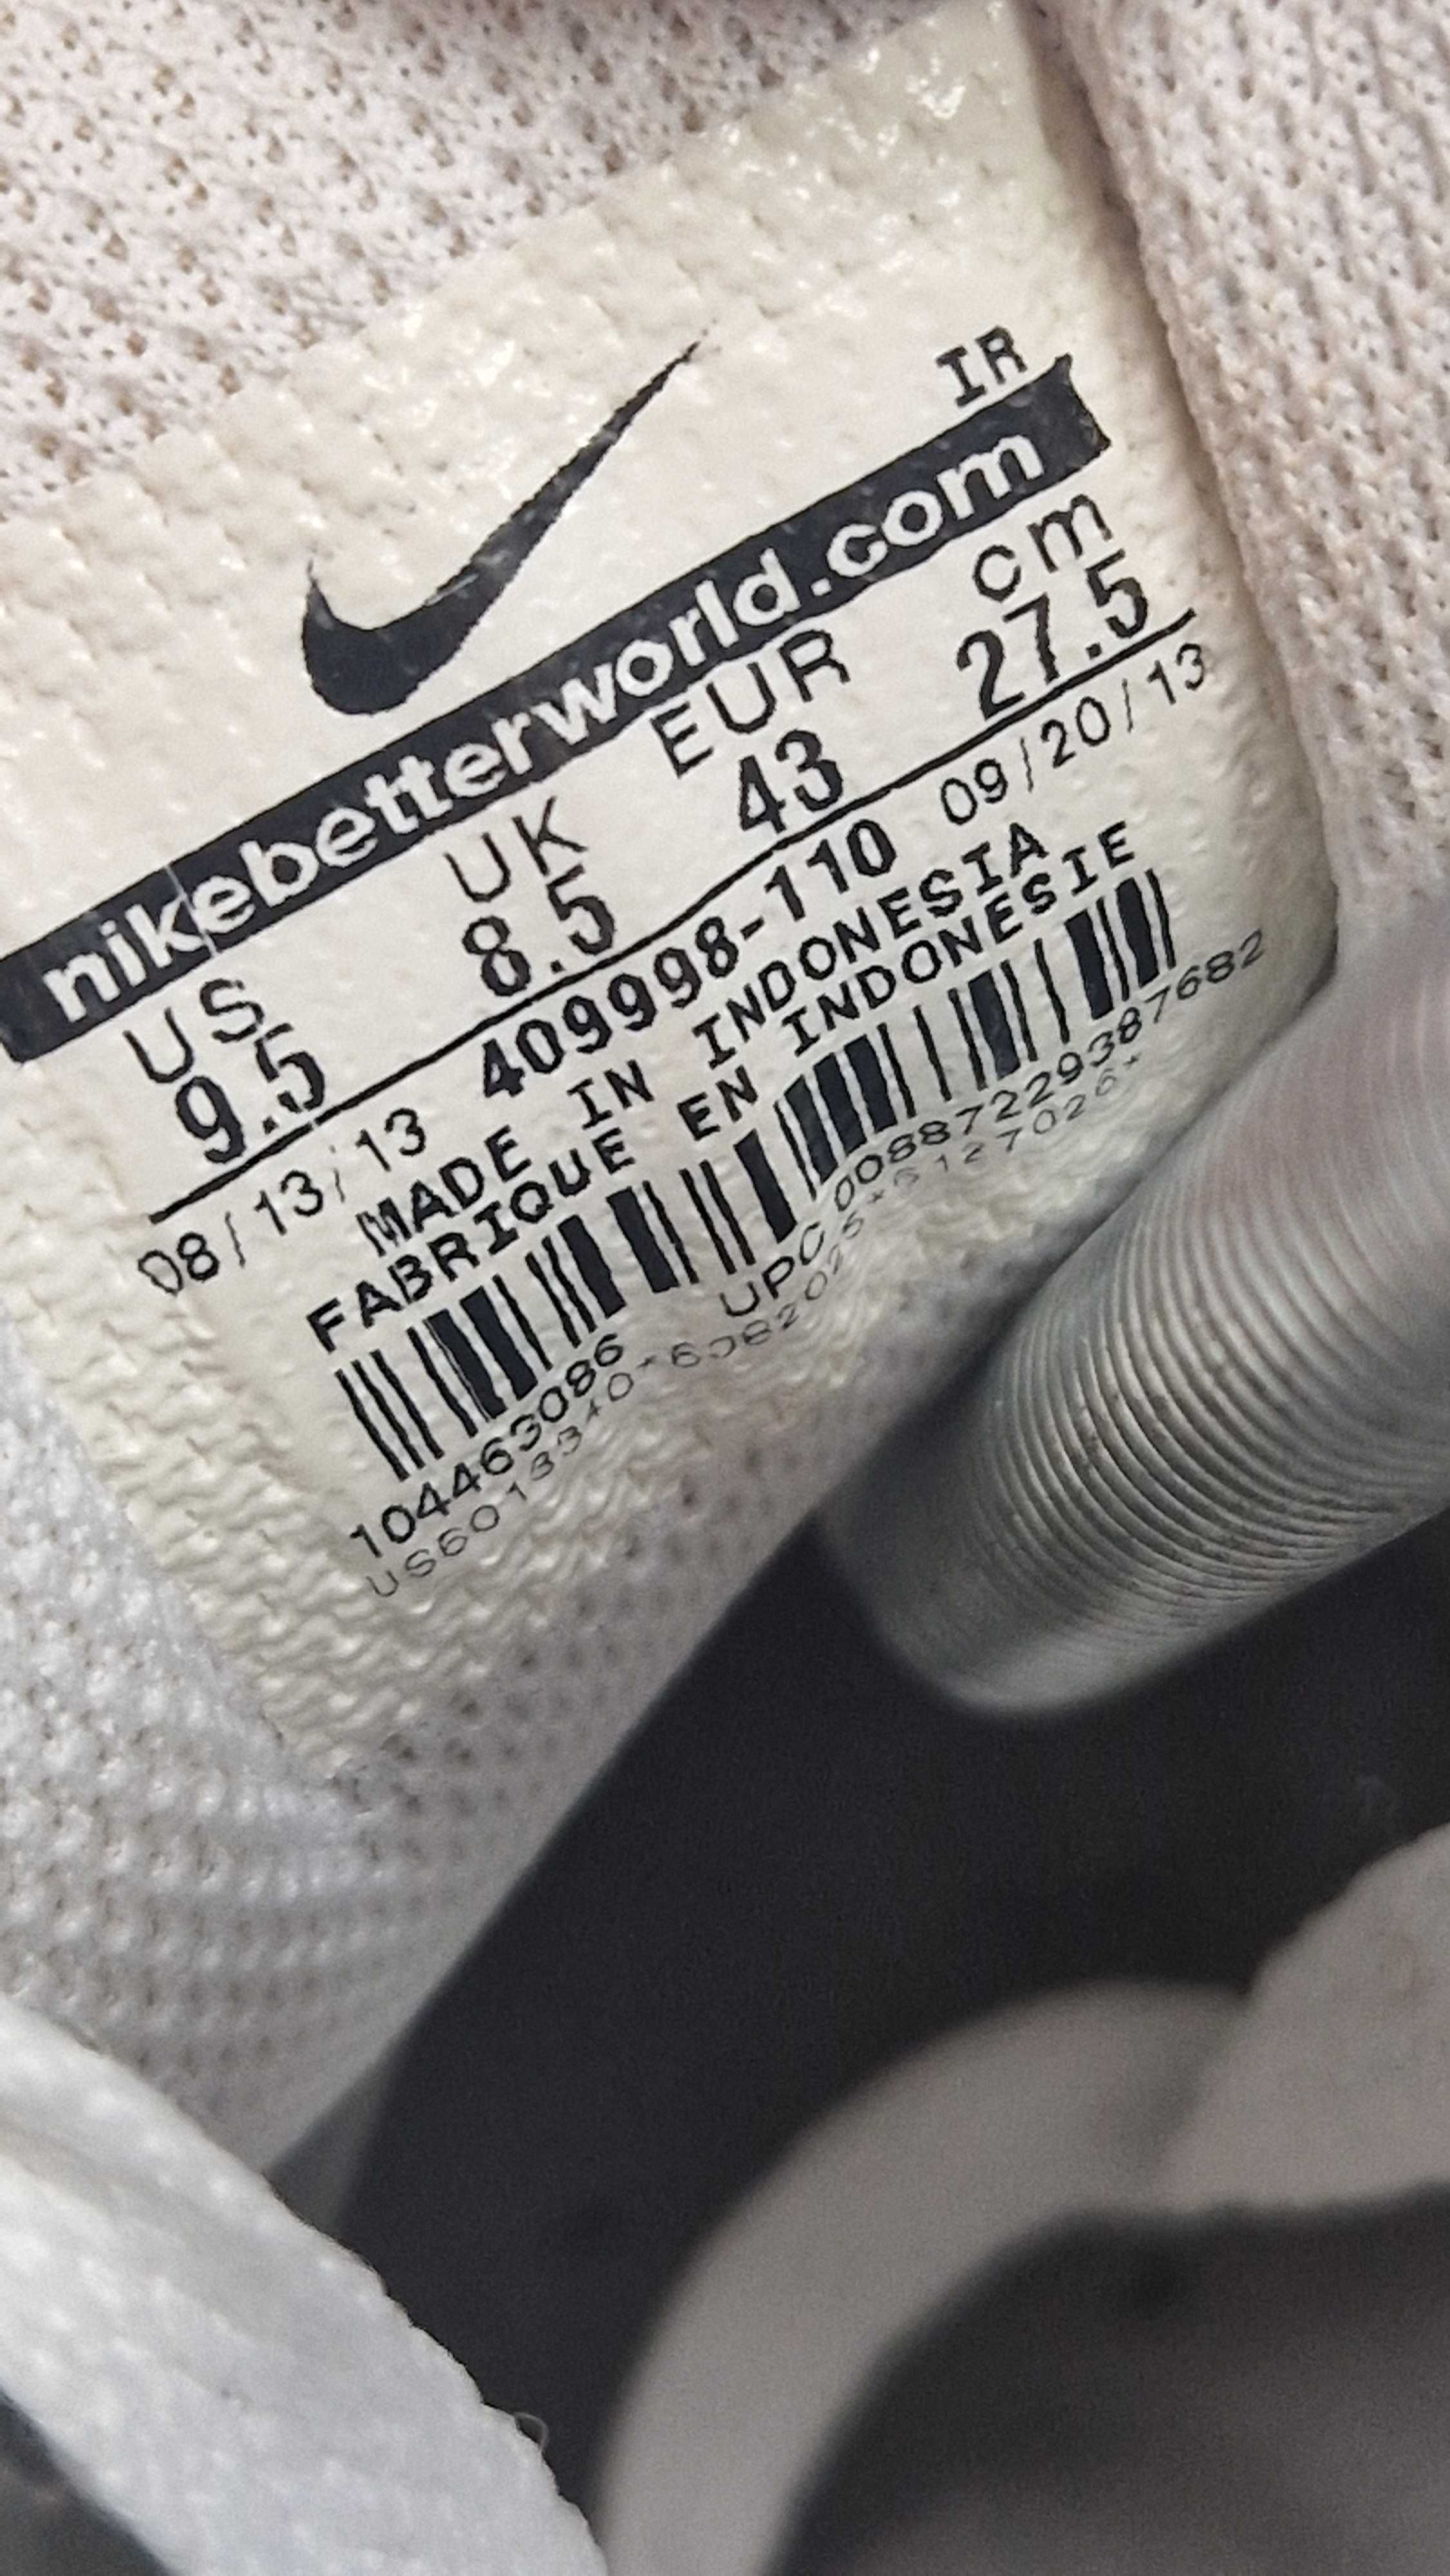 IR
nikebetterworld.com
US UK EUR cm
9.5 8.5 43 27.5
08/13/13 409998-110 09/20/13
MADE IN INDONESIA
FABRIQUE EN INDONESIE
104463086 UPC 00887229387682